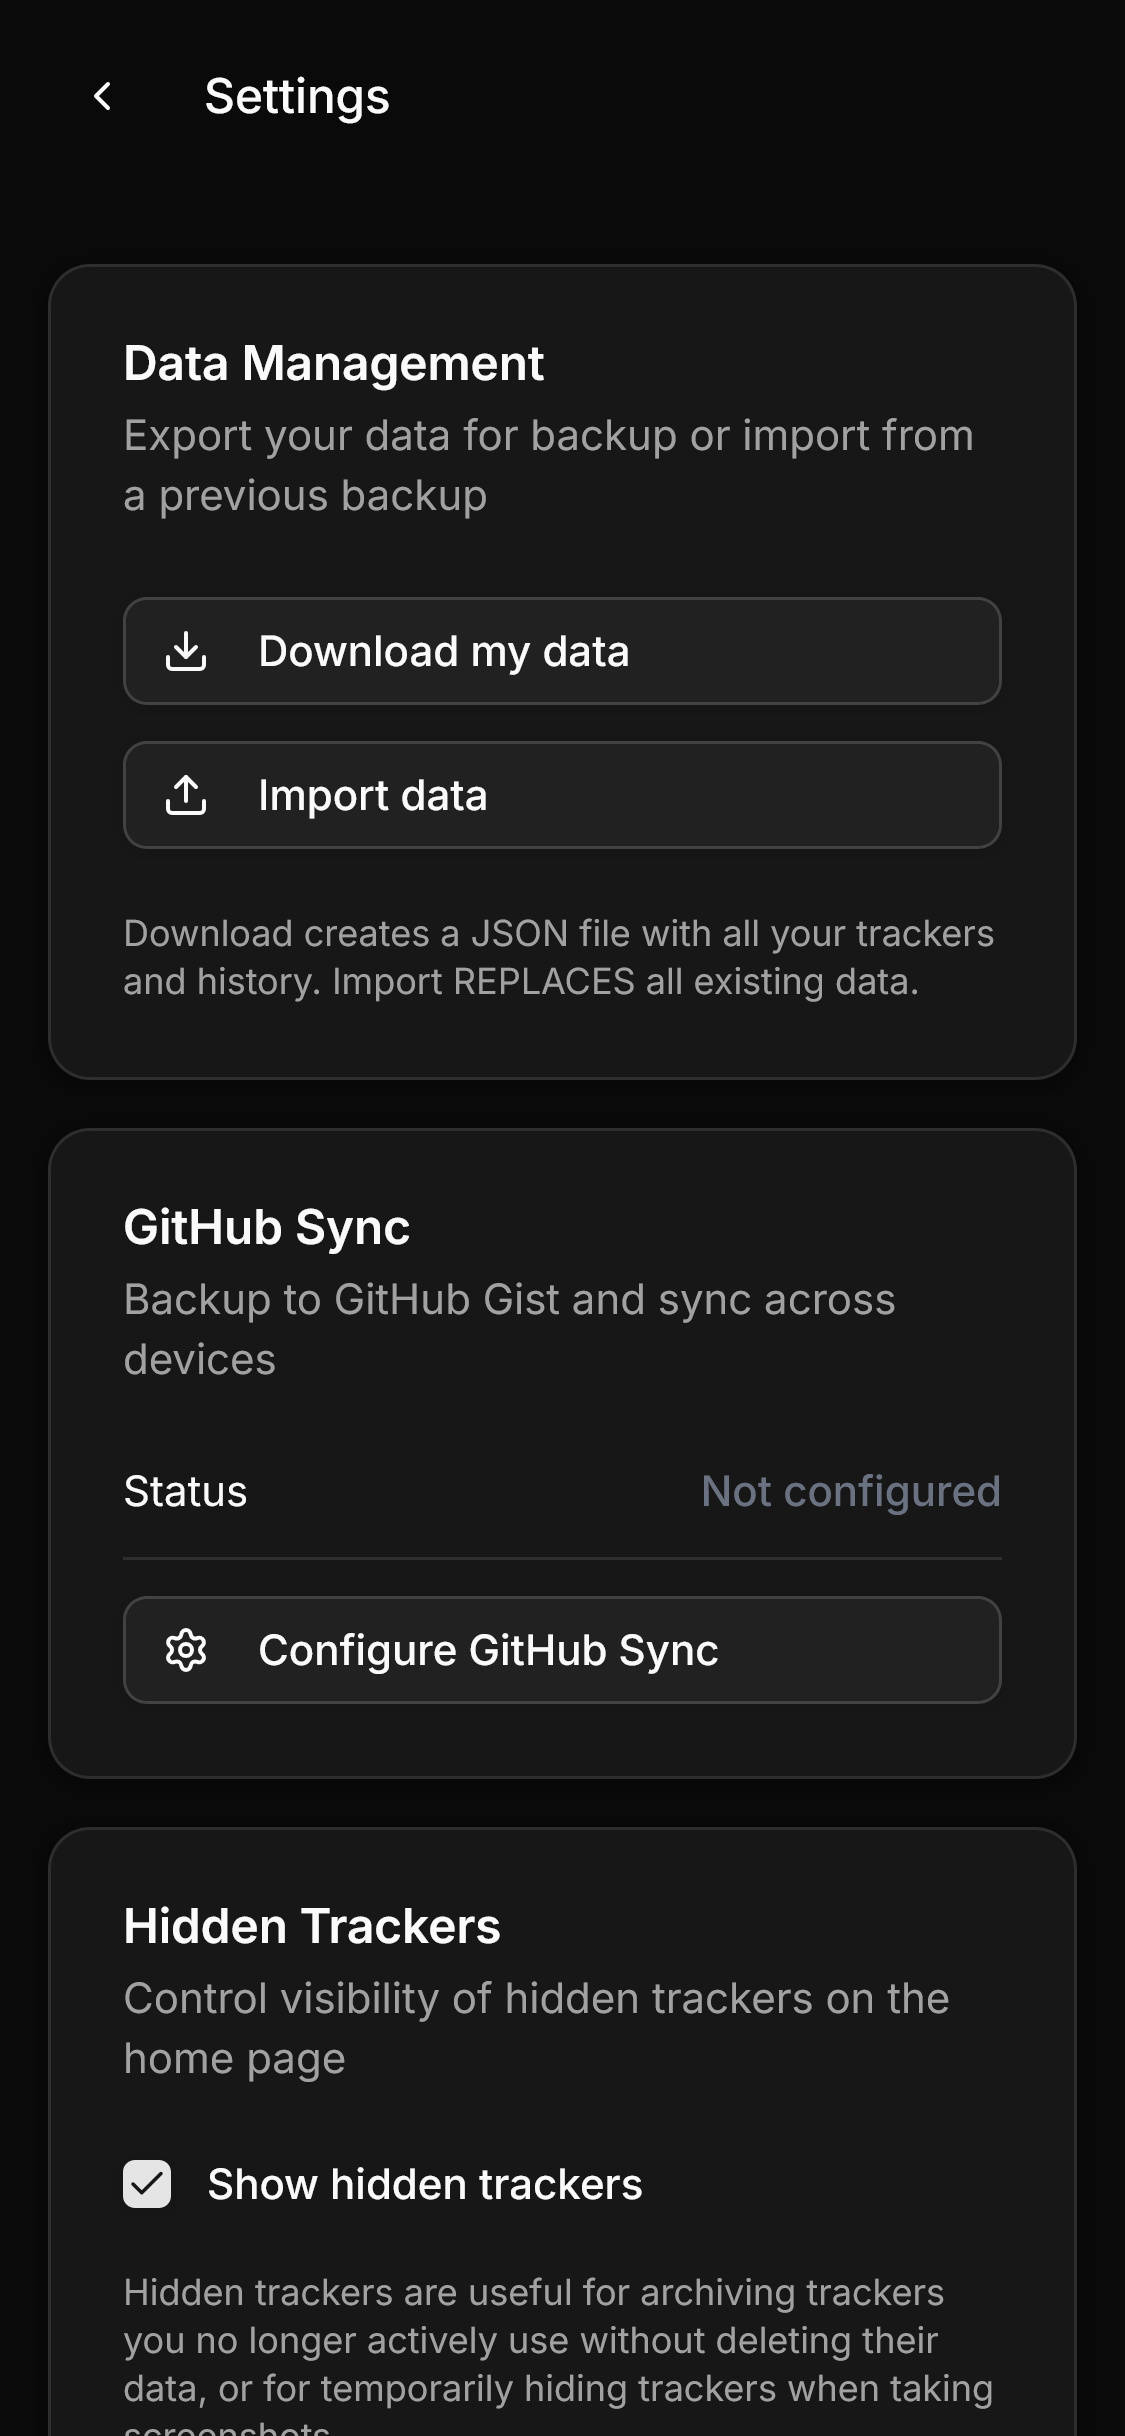 Settings
Data Management
Export your data for backup or import from
a previous backup
Download my data
Import data
Download creates a JSON file with all your trackers
and history. Import REPLACES all existing data.
GitHub Sync
Backup to GitHub Gist and sync across
devices
Status Not configured
Configure GitHub Sync
Hidden Trackers
Control visibility of hidden trackers on the
home page
Show hidden trackers
Hidden trackers are useful for archiving trackers
you no longer actively use without deleting their
data, or for temporarily hiding trackers when taking
screenshots